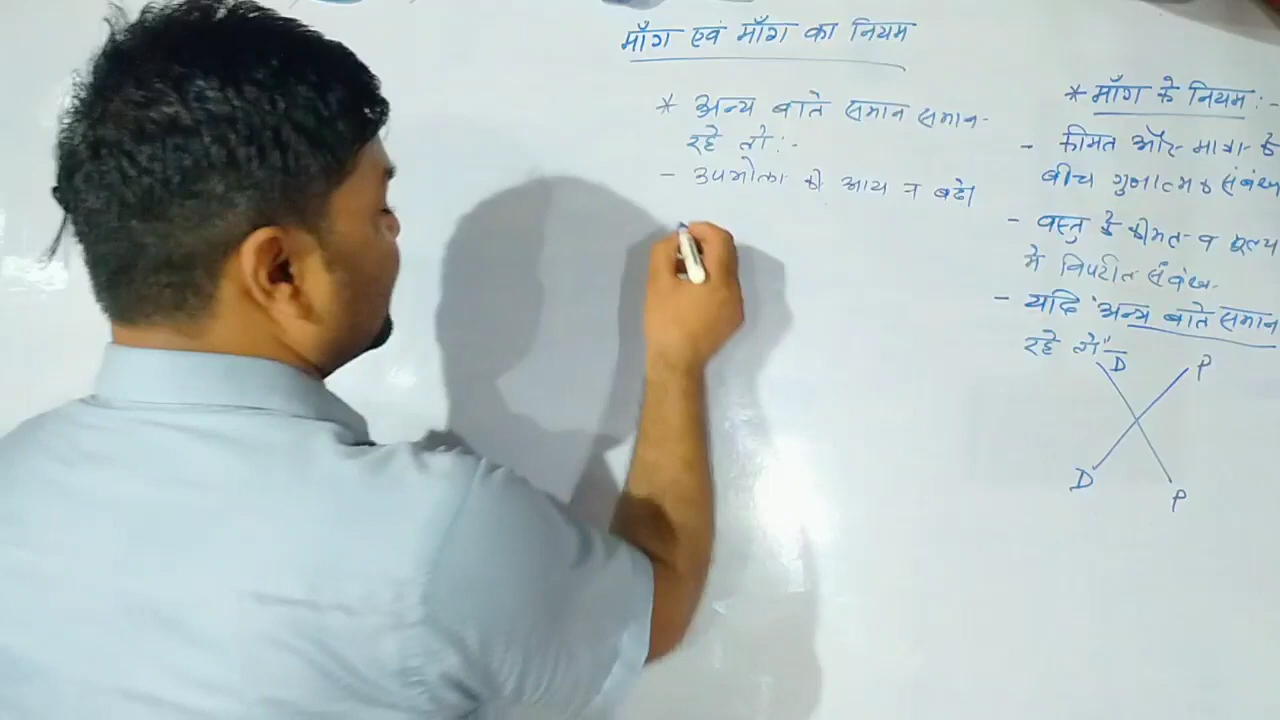 माँग एवं माँग का नियम
* अन्य बाते समान समान-
रहे तो:-
- उपभोक्ता की आय न बढे।
* माँग के नियम:-
- कीमत और मात्रा के
बीच गुणात्मक संबंध
- वस्तु के कीमत व मूल्य
मे विपरीत संबंध-
- यदि "अन्य बाते समान
रहे तो"
D P
D P